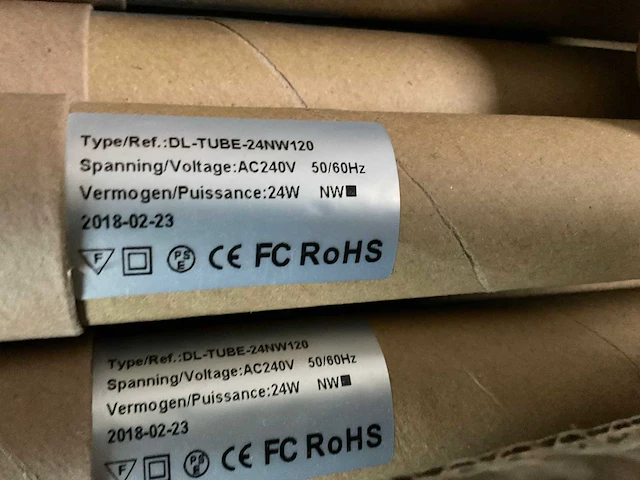 Type/Ref.:DL-TUBE-24NW120
Spanning/Voltage:AC240V 50/60Hz
Vermogen/Puissance:24W NW■
2018-02-23
F PSE CE FC RoHS
Type/Ref.:DL-TUBE-24NW120
Spanning/Voltage:AC240V 50/60Hz
Vermogen/Puissance:24W NW■
2018-02-23
F PSE CE FC RoHS